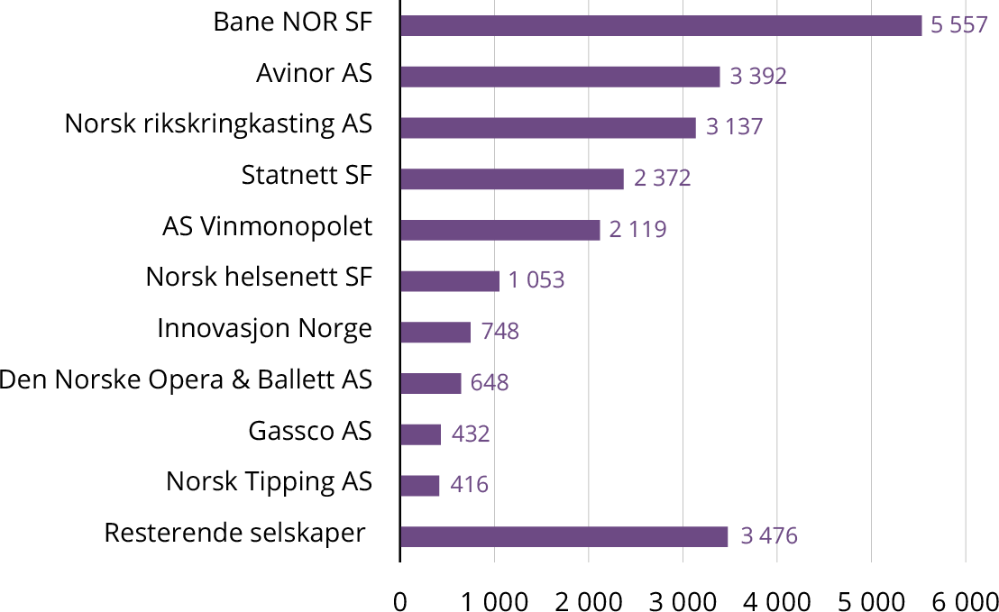 Bane NOR SF 5 557
Avinor AS 3 392
Norsk rikskringkasting AS 3 137
Statnett SF 2 372
AS Vinmonopolet 2 119
Norsk helsenett SF 1 053
Innovasjon Norge 748
Den Norske Opera & Ballett AS 648
Gassco AS 432
Norsk Tipping AS 416
Resterende selskaper 3 476
0 1 000 2 000 3 000 4 000 5 000 6 000